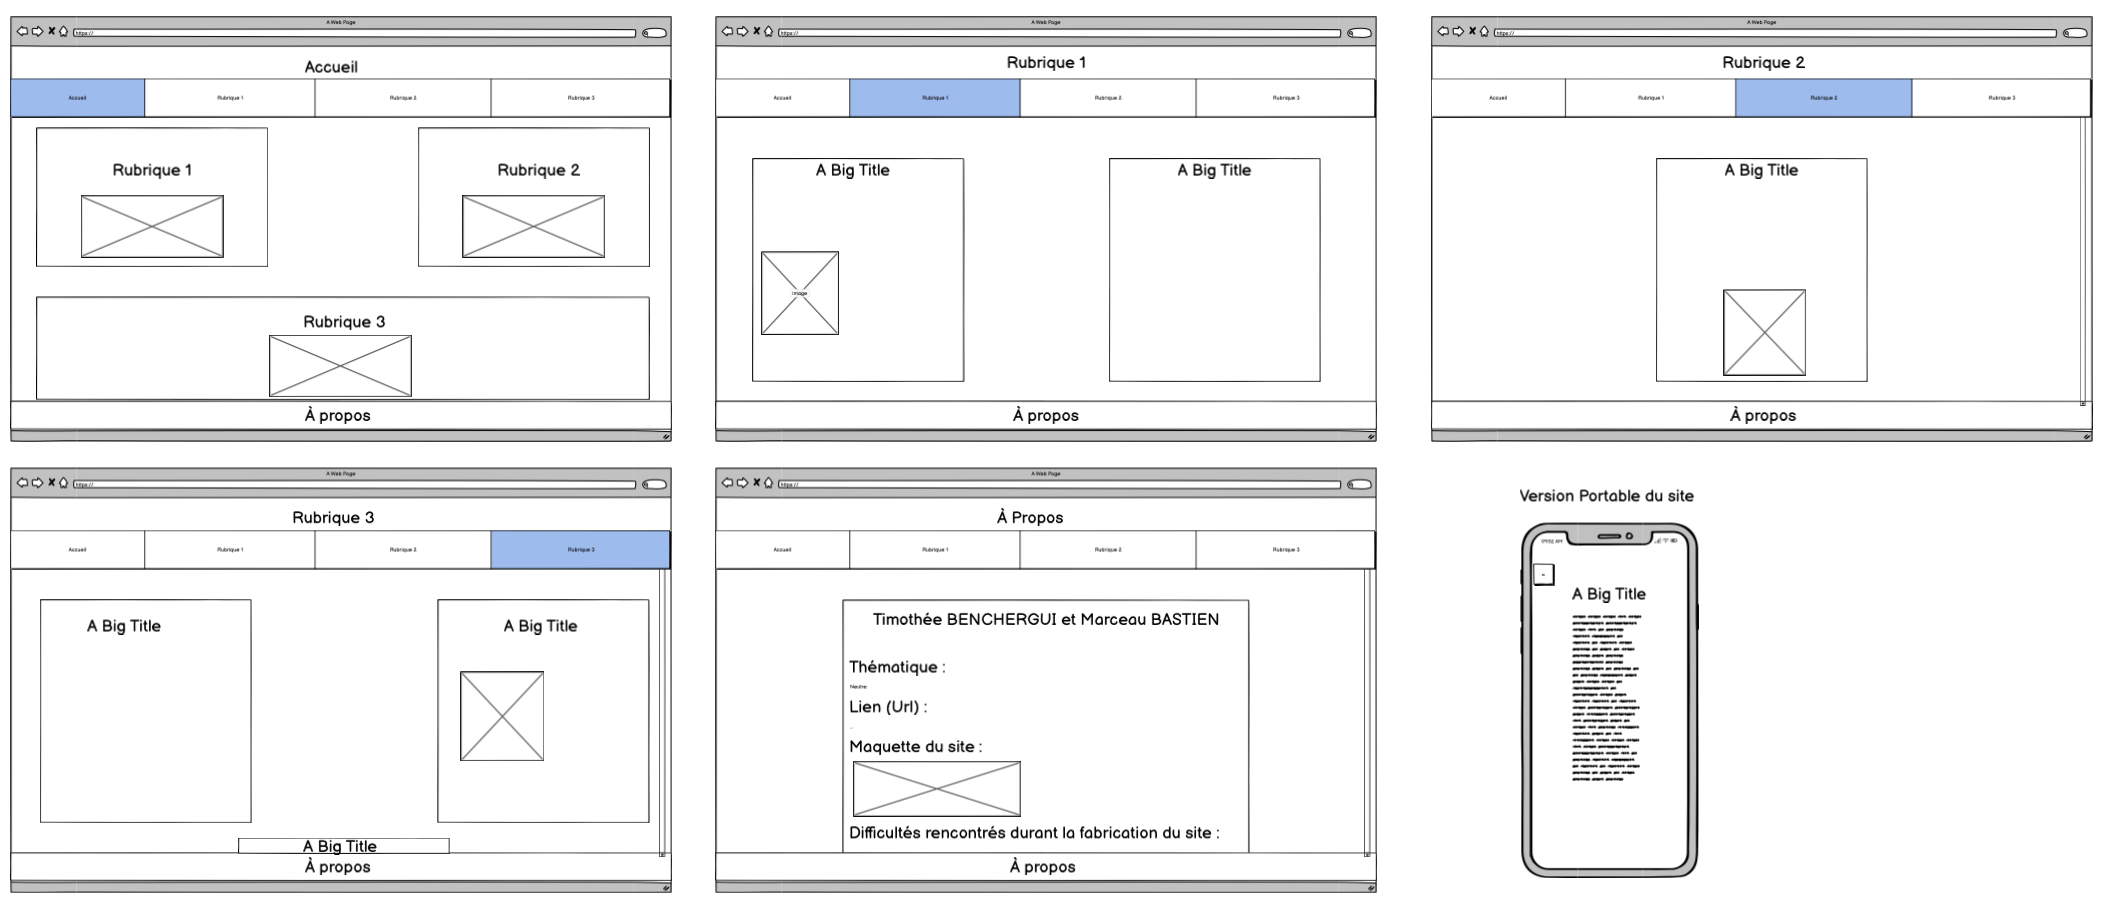 A Web Page
https://
Accueil
Accueil Rubrique 1 Rubrique 2 Rubrique 3
Rubrique 1 Rubrique 2
Rubrique 3
À propos
A Web Page
https://
Rubrique 1
Accueil Rubrique 1 Rubrique 2 Rubrique 3
A Big Title A Big Title
image
À propos
A Web Page
https://
Rubrique 2
Accueil Rubrique 1 Rubrique 2 Rubrique 3
A Big Title
À propos
A Web Page
https://
Rubrique 3
Accueil Rubrique 1 Rubrique 2 Rubrique 3
A Big Title A Big Title
A Big Title
À propos
A Web Page
https://
À Propos
Accueil Rubrique 1 Rubrique 2 Rubrique 3
Timothée BENCHERGUI et Marceau BASTIEN
Thématique :
Neutre
Lien (Url) :
Maquette du site :
Difficultés rencontrés durant la fabrication du site :
À propos
Version Portable du site
A Big Title